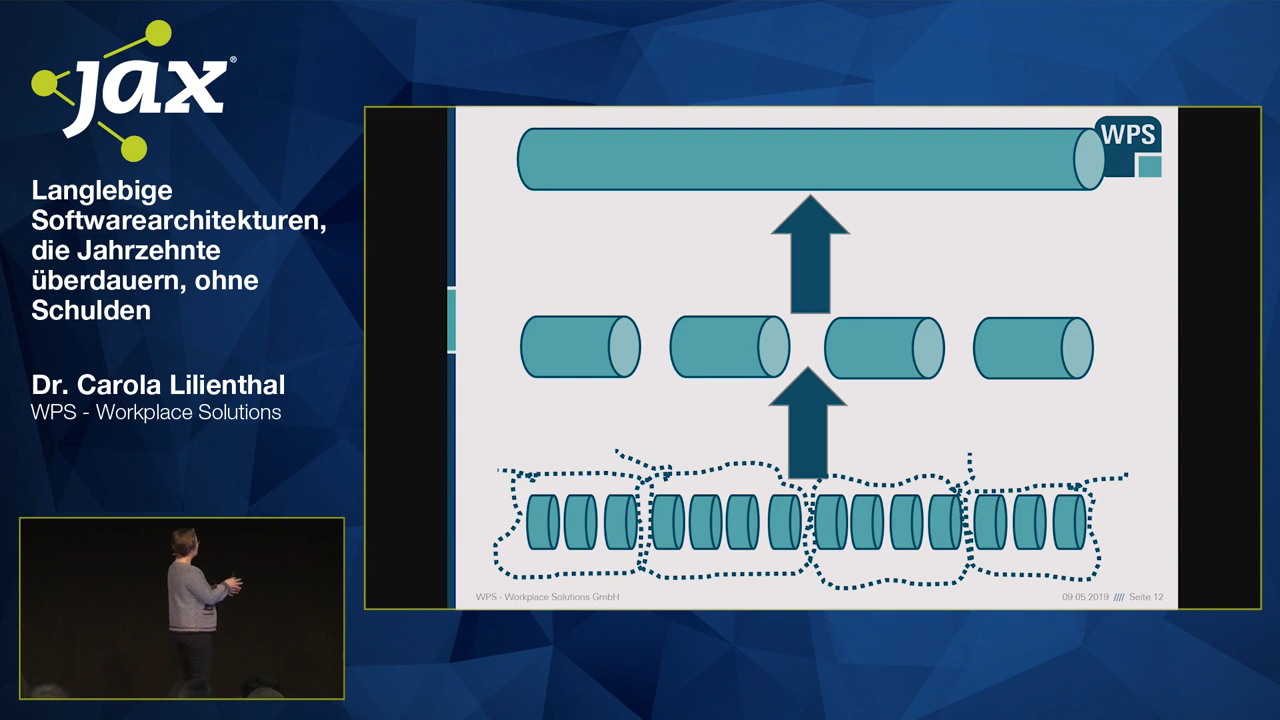 jax®
Langlebige
Softwarearchitekturen,
die Jahrzehnte
überdauern, ohne
Schulden
Dr. Carola Lilienthal
WPS - Workplace Solutions
WPS
WPS - Workplace Solutions GmbH
09.05.2019 //// Seite 12